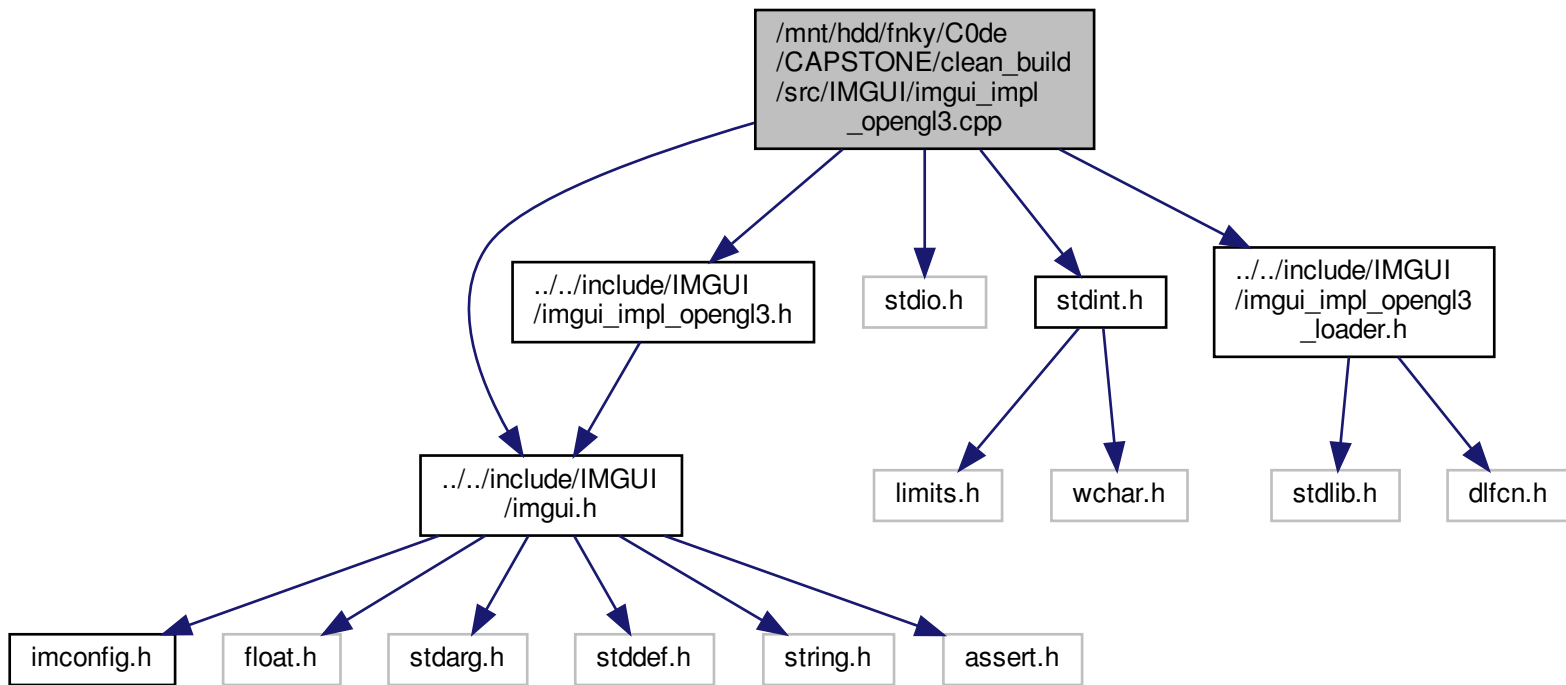 /mnt/hdd/fnky/C0de
/CAPSTONE/clean_build
/src/IMGUI/imgui_impl
_opengl3.cpp
../../include/IMGUI
/imgui_impl_opengl3.h
stdio.h
stdint.h
../../include/IMGUI
/imgui_impl_opengl3
_loader.h
../../include/IMGUI
/imgui.h
limits.h
wchar.h
stdlib.h
dlfcn.h
imconfig.h
float.h
stdarg.h
stddef.h
string.h
assert.h